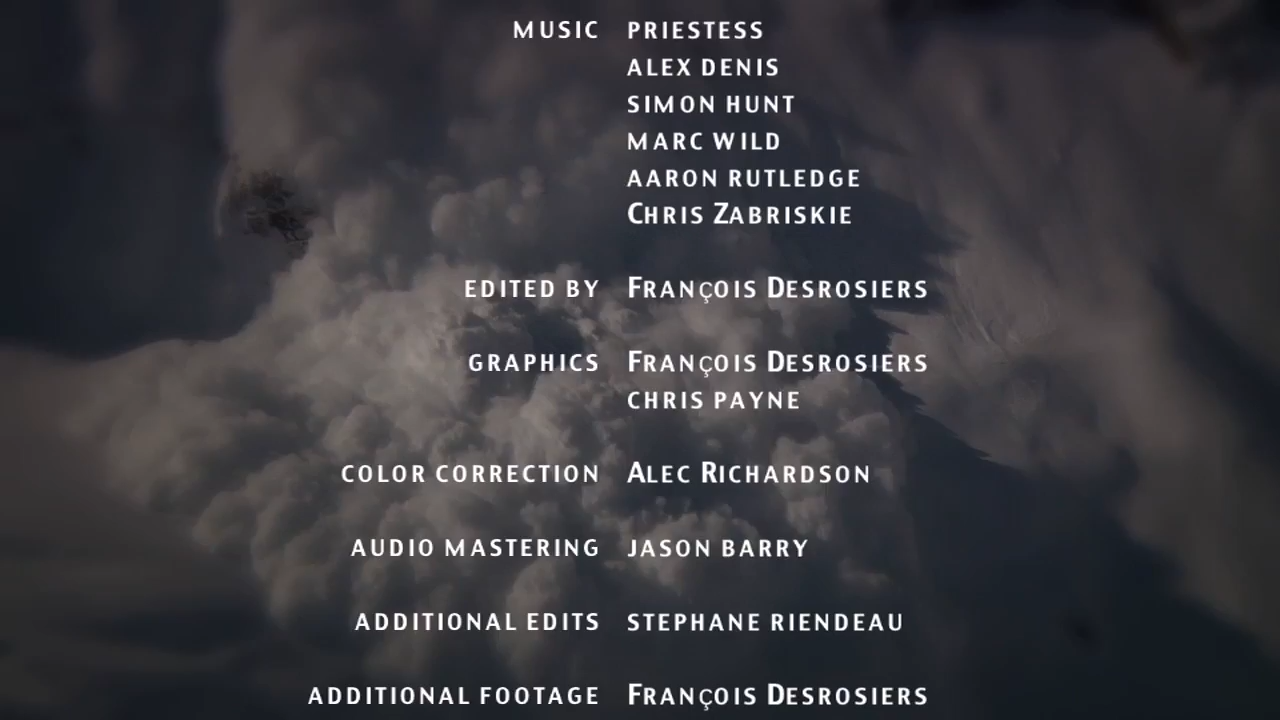 MUSIC PRIESTESS
ALEX DENIS
SIMON HUNT
MARC WILD
AARON RUTLEDGE
CHRIS ZABRISKIE
EDITED BY FRANÇOIS DESROSIERS
GRAPHICS FRANÇOIS DESROSIERS
CHRIS PAYNE
COLOR CORRECTION ALEC RICHARDSON
AUDIO MASTERING JASON BARRY
ADDITIONAL EDITS STEPHANE RIENDEAU
ADDITIONAL FOOTAGE FRANÇOIS DESROSIERS